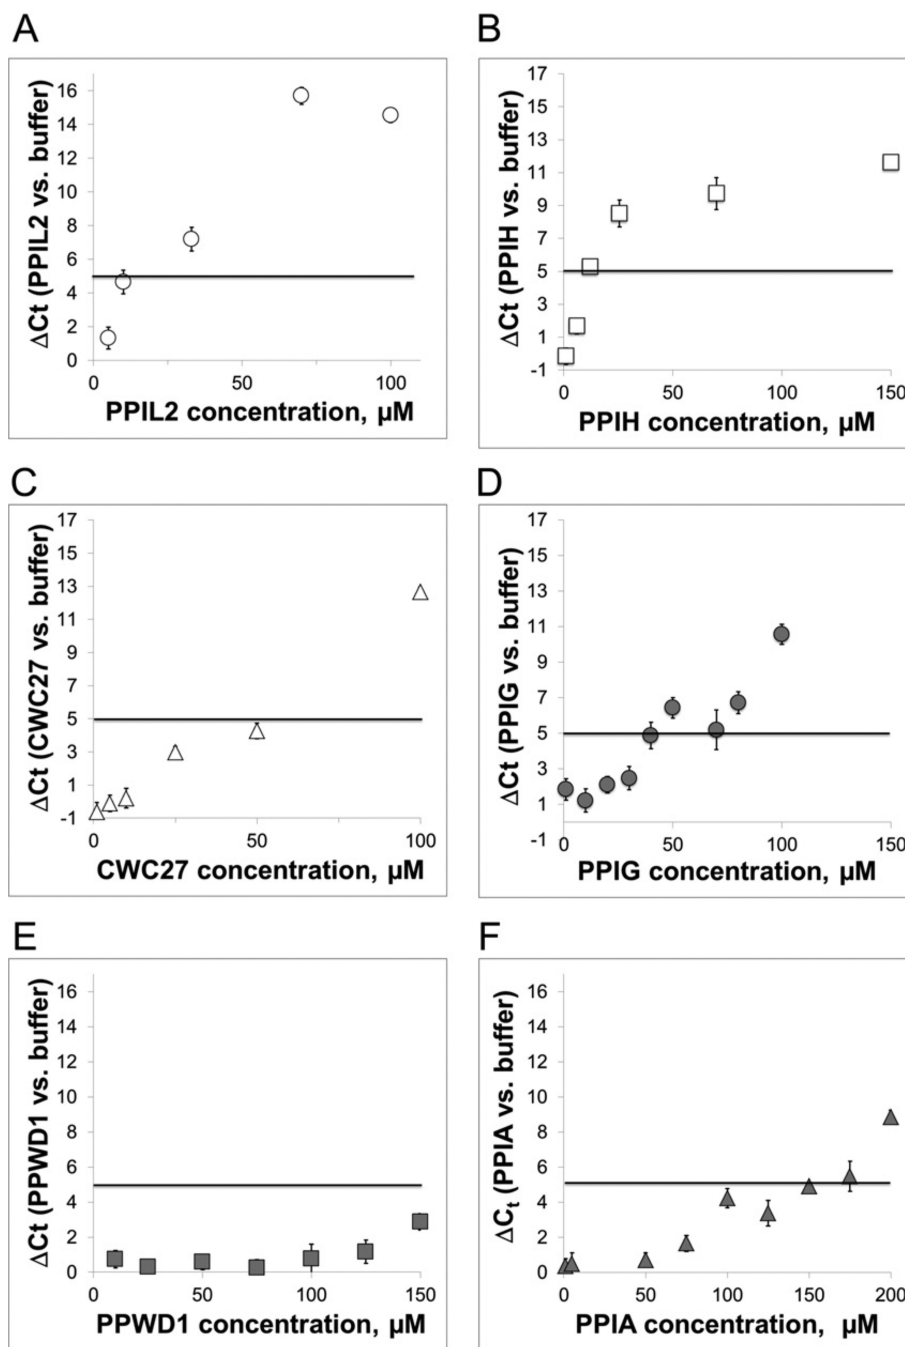 A
ΔCt (PPIL2 vs. buffer)
16
14
12
10
8
6
4
2
0
0 50 100
PPIL2 concentration, µM
B
ΔCt (PPIH vs. buffer)
17
15
13
11
9
7
5
3
1
-1
0 50 100 150
PPIH concentration, µM
C
ΔCt (CWC27 vs. buffer)
17
15
13
11
9
7
5
3
1
-1
0 50 100
CWC27 concentration, µM
D
ΔCt (PPIG vs. buffer)
17
15
13
11
9
7
5
3
1
-1
0 50 100 150
PPIG concentration, µM
E
ΔCt (PPWD1 vs. buffer)
16
14
12
10
8
6
4
2
0
0 50 100 150
PPWD1 concentration, µM
F
ΔCt (PPIA vs. buffer)
16
14
12
10
8
6
4
2
0
0 50 100 150 200
PPIA concentration, µM